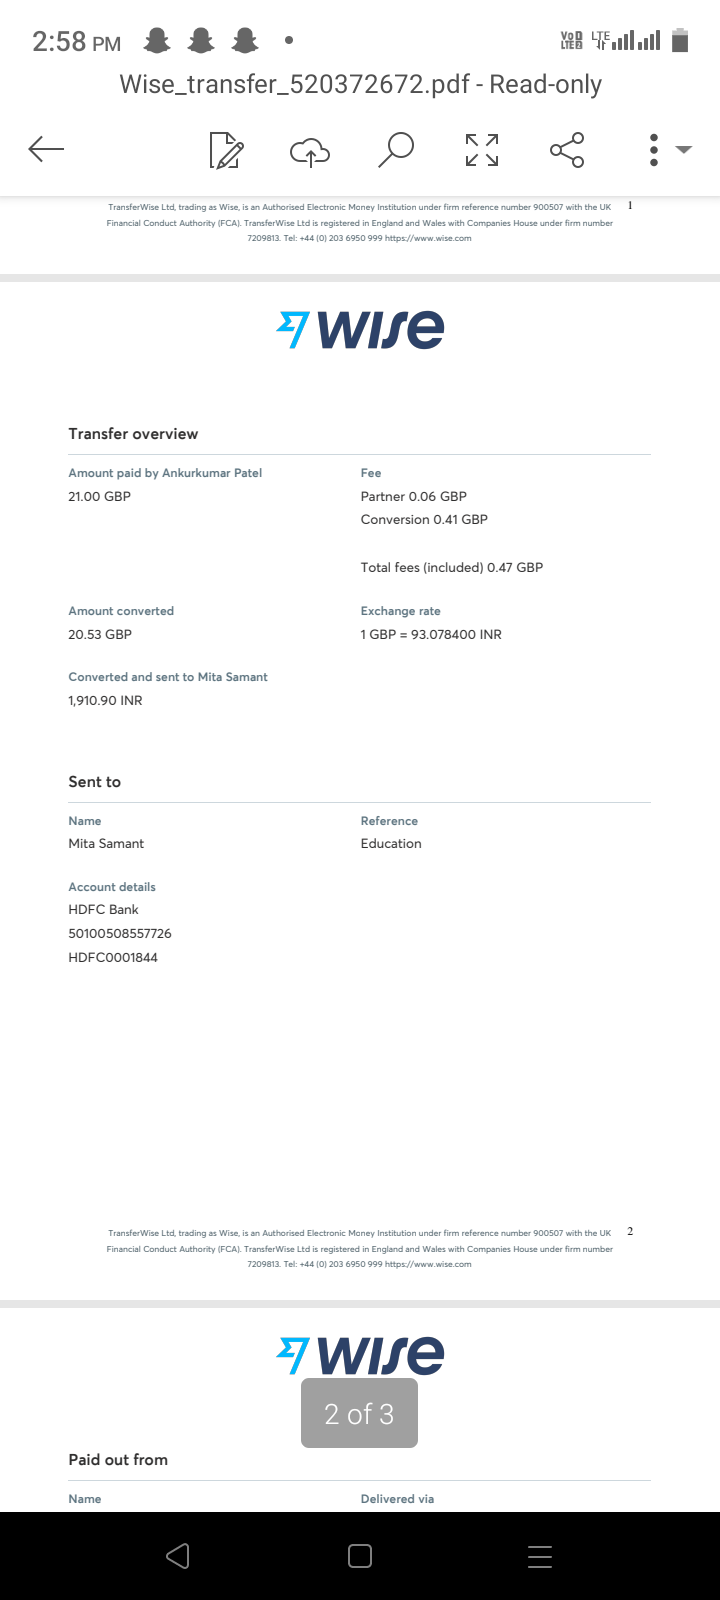 2:58 PM
VoD LTE2 LTE
Wise_transfer_520372672.pdf - Read-only
TransferWise Ltd, trading as Wise, is an Authorised Electronic Money Institution under firm reference number 900507 with the UK 1
Financial Conduct Authority (FCA). TransferWise Ltd is registered in England and Wales with Companies House under firm number
7209813. Tel: +44 (0) 203 6950 999 https://www.wise.com
wise
Transfer overview
Amount paid by Ankurkumar Patel
21.00 GBP
Fee
Partner 0.06 GBP
Conversion 0.41 GBP
Total fees (included) 0.47 GBP
Amount converted
20.53 GBP
Exchange rate
1 GBP = 93.078400 INR
Converted and sent to Mita Samant
1,910.90 INR
Sent to
Name
Mita Samant
Reference
Education
Account details
HDFC Bank
50100508557726
HDFC0001844
TransferWise Ltd, trading as Wise, is an Authorised Electronic Money Institution under firm reference number 900507 with the UK 2
Financial Conduct Authority (FCA). TransferWise Ltd is registered in England and Wales with Companies House under firm number
7209813. Tel: +44 (0) 203 6950 999 https://www.wise.com
wise
2 of 3
Paid out from
Name
Delivered via